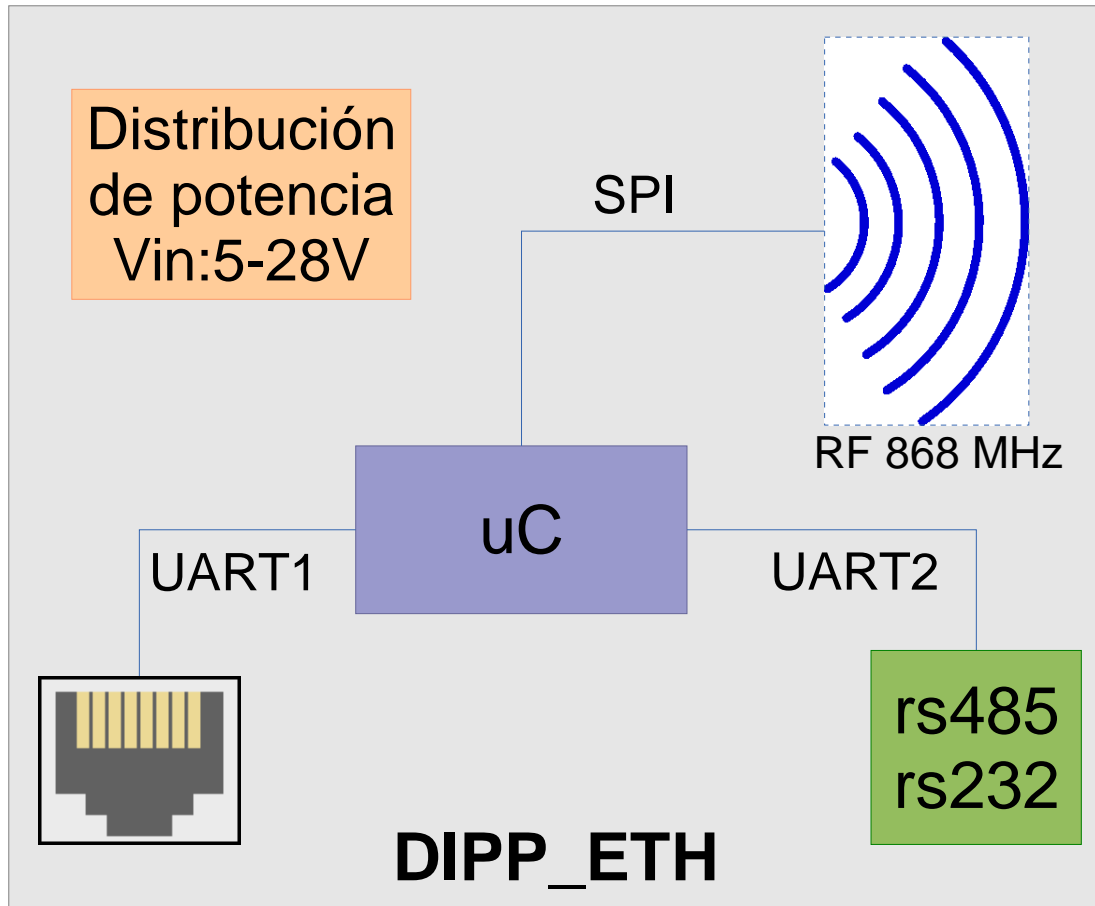 Distribución
de potencia
Vin:5-28V
SPI
RF 868 MHz
uC
UART1
UART2
rs485
rs232
DIPP_ETH